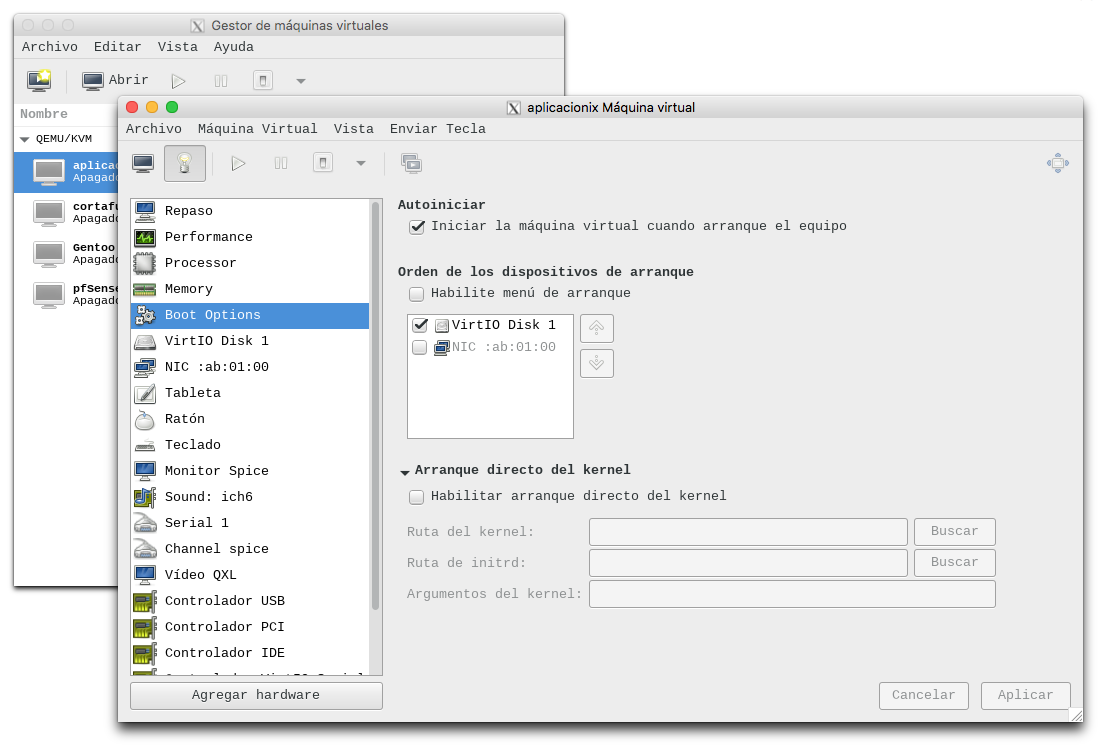 Gestor de máquinas virtuales
Archivo Editar Vista Ayuda
Abrir
Nombre
QEMU/KVM
aplicac
Apagado
cortafu
Apagado
Gentoo
Apagado
pfSense
Apagado
aplicacionix Máquina virtual
Archivo Máquina Virtual Vista Enviar Tecla
Repaso
Performance
Processor
Memory
Boot Options
VirtIO Disk 1
NIC :ab:01:00
Tableta
Ratón
Teclado
Monitor Spice
Sound: ich6
Serial 1
Channel spice
Vídeo QXL
Controlador USB
Controlador PCI
Controlador IDE
Agregar hardware
Autoiniciar
Iniciar la máquina virtual cuando arranque el equipo
Orden de los dispositivos de arranque
Habilite menú de arranque
VirtIO Disk 1
NIC :ab:01:00
Arranque directo del kernel
Habilitar arranque directo del kernel
Ruta del kernel: Buscar
Ruta de initrd: Buscar
Argumentos del kernel:
Cancelar Aplicar